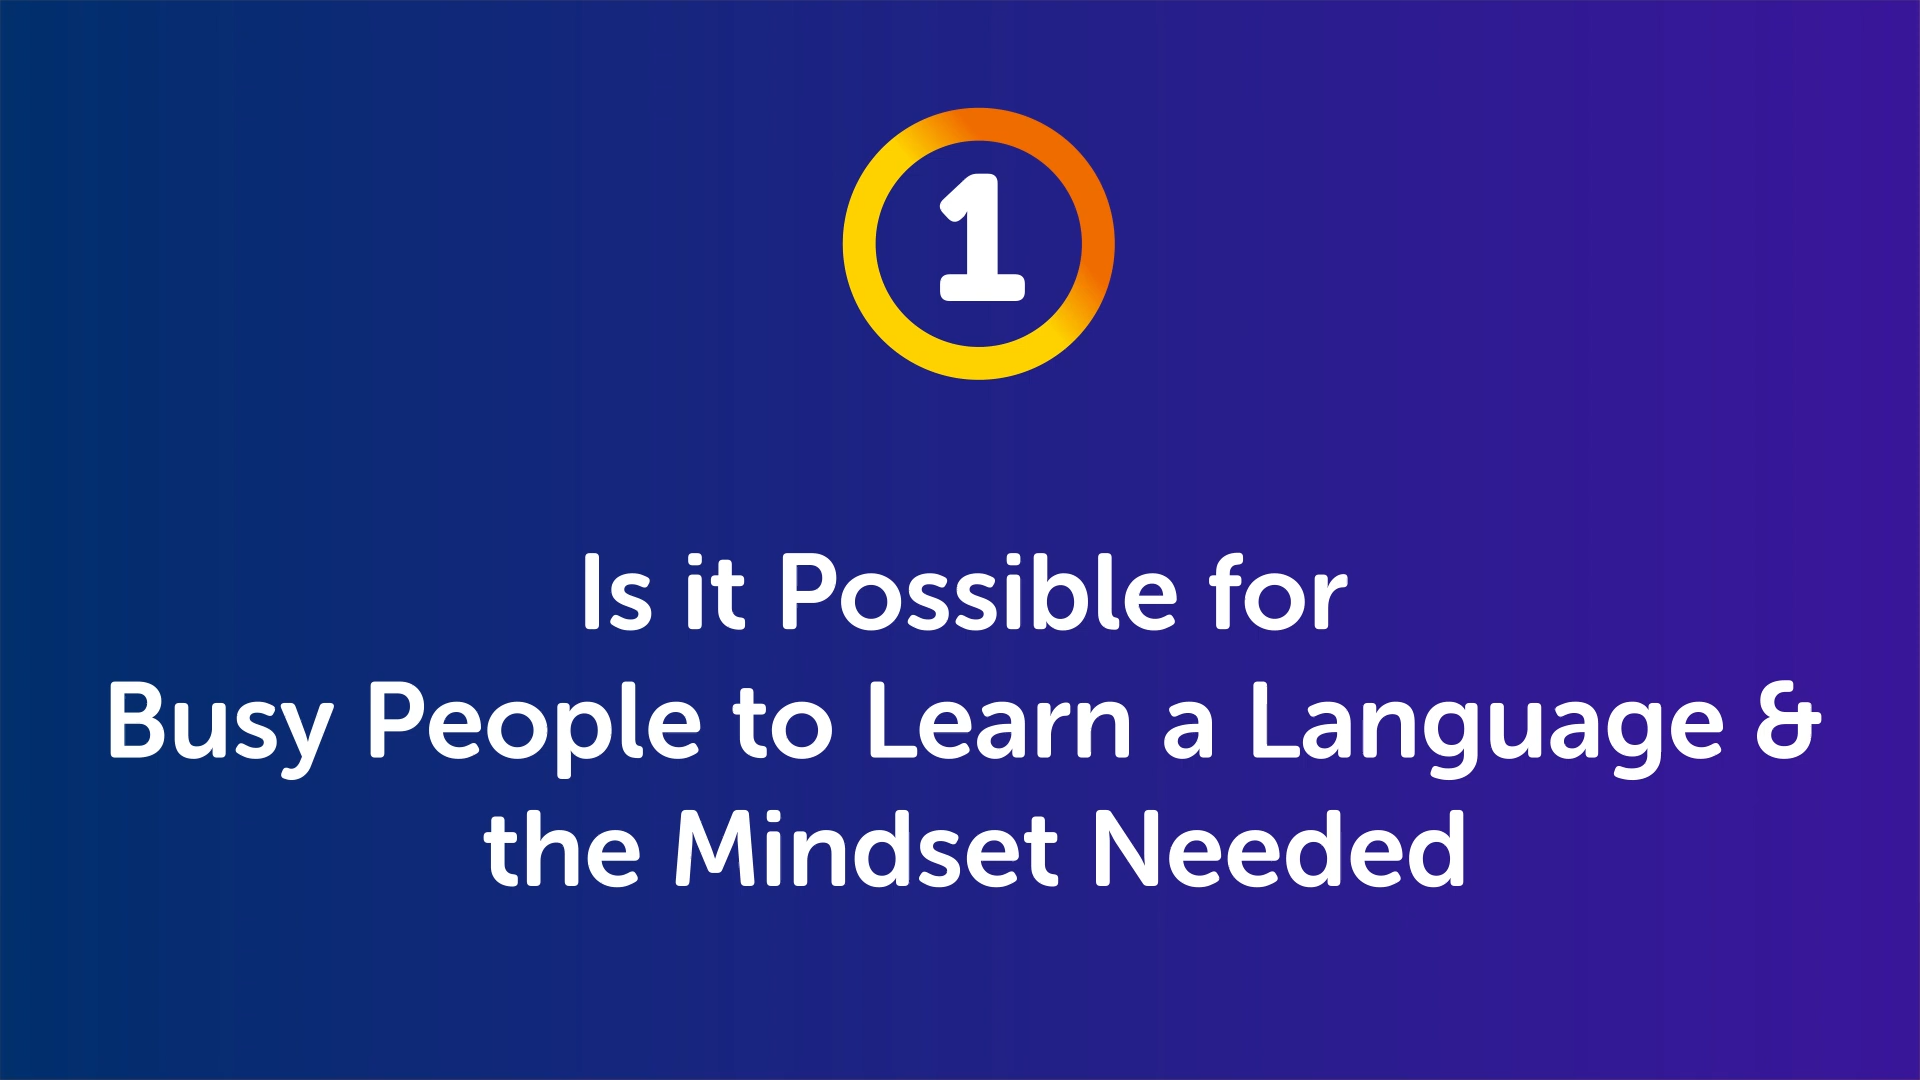 1
Is it Possible for
Busy People to Learn a Language &
the Mindset Needed